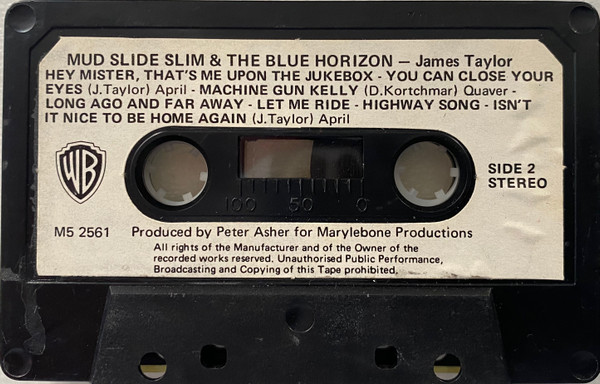 MUD SLIDE SLIM & THE BLUE HORIZON — James Taylor
HEY MISTER, THAT'S ME UPON THE JUKEBOX - YOU CAN CLOSE YOUR
EYES (J.Taylor) April - MACHINE GUN KELLY (D.Kortchmar) Quaver -
LONG AGO AND FAR AWAY - LET ME RIDE - HIGHWAY SONG - ISN'T
IT NICE TO BE HOME AGAIN (J.Taylor) April
WB
100 50 0
SIDE 2
STEREO
M5 2561
Produced by Peter Asher for Marylebone Productions
All rights of the Manufacturer and of the Owner of the
recorded works reserved. Unauthorised Public Performance,
Broadcasting and Copying of this Tape prohibited.